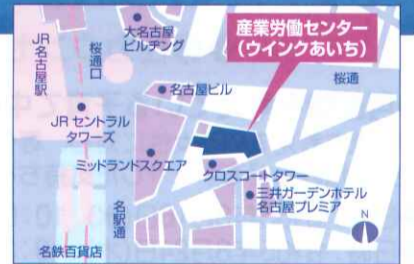 大名古屋
ビルヂング
産業労働センター
(ウインクあいち)
JR
名古屋駅
桜通口
桜通
名古屋ビル
JR セントラル
タワーズ
ミッドランドスクエア
クロスコートタワー
三井ガーデンホテル
名古屋プレミア
名駅通
名鉄百貨店
N